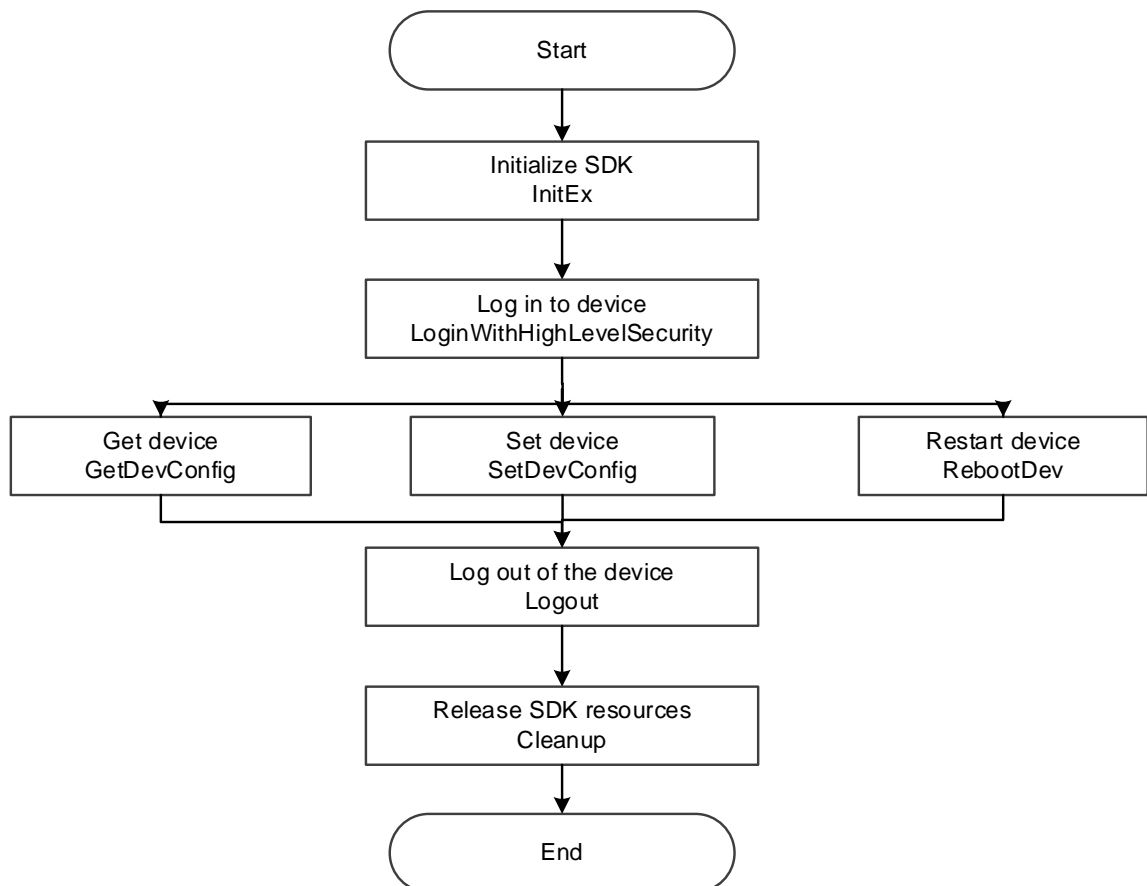 Start
Initialize SDK
InitEx
Log in to device
LoginWithHighLevelSecurity
Get device
GetDevConfig
Set device
SetDevConfig
Restart device
RebootDev
Log out of the device
Logout
Release SDK resources
Cleanup
End